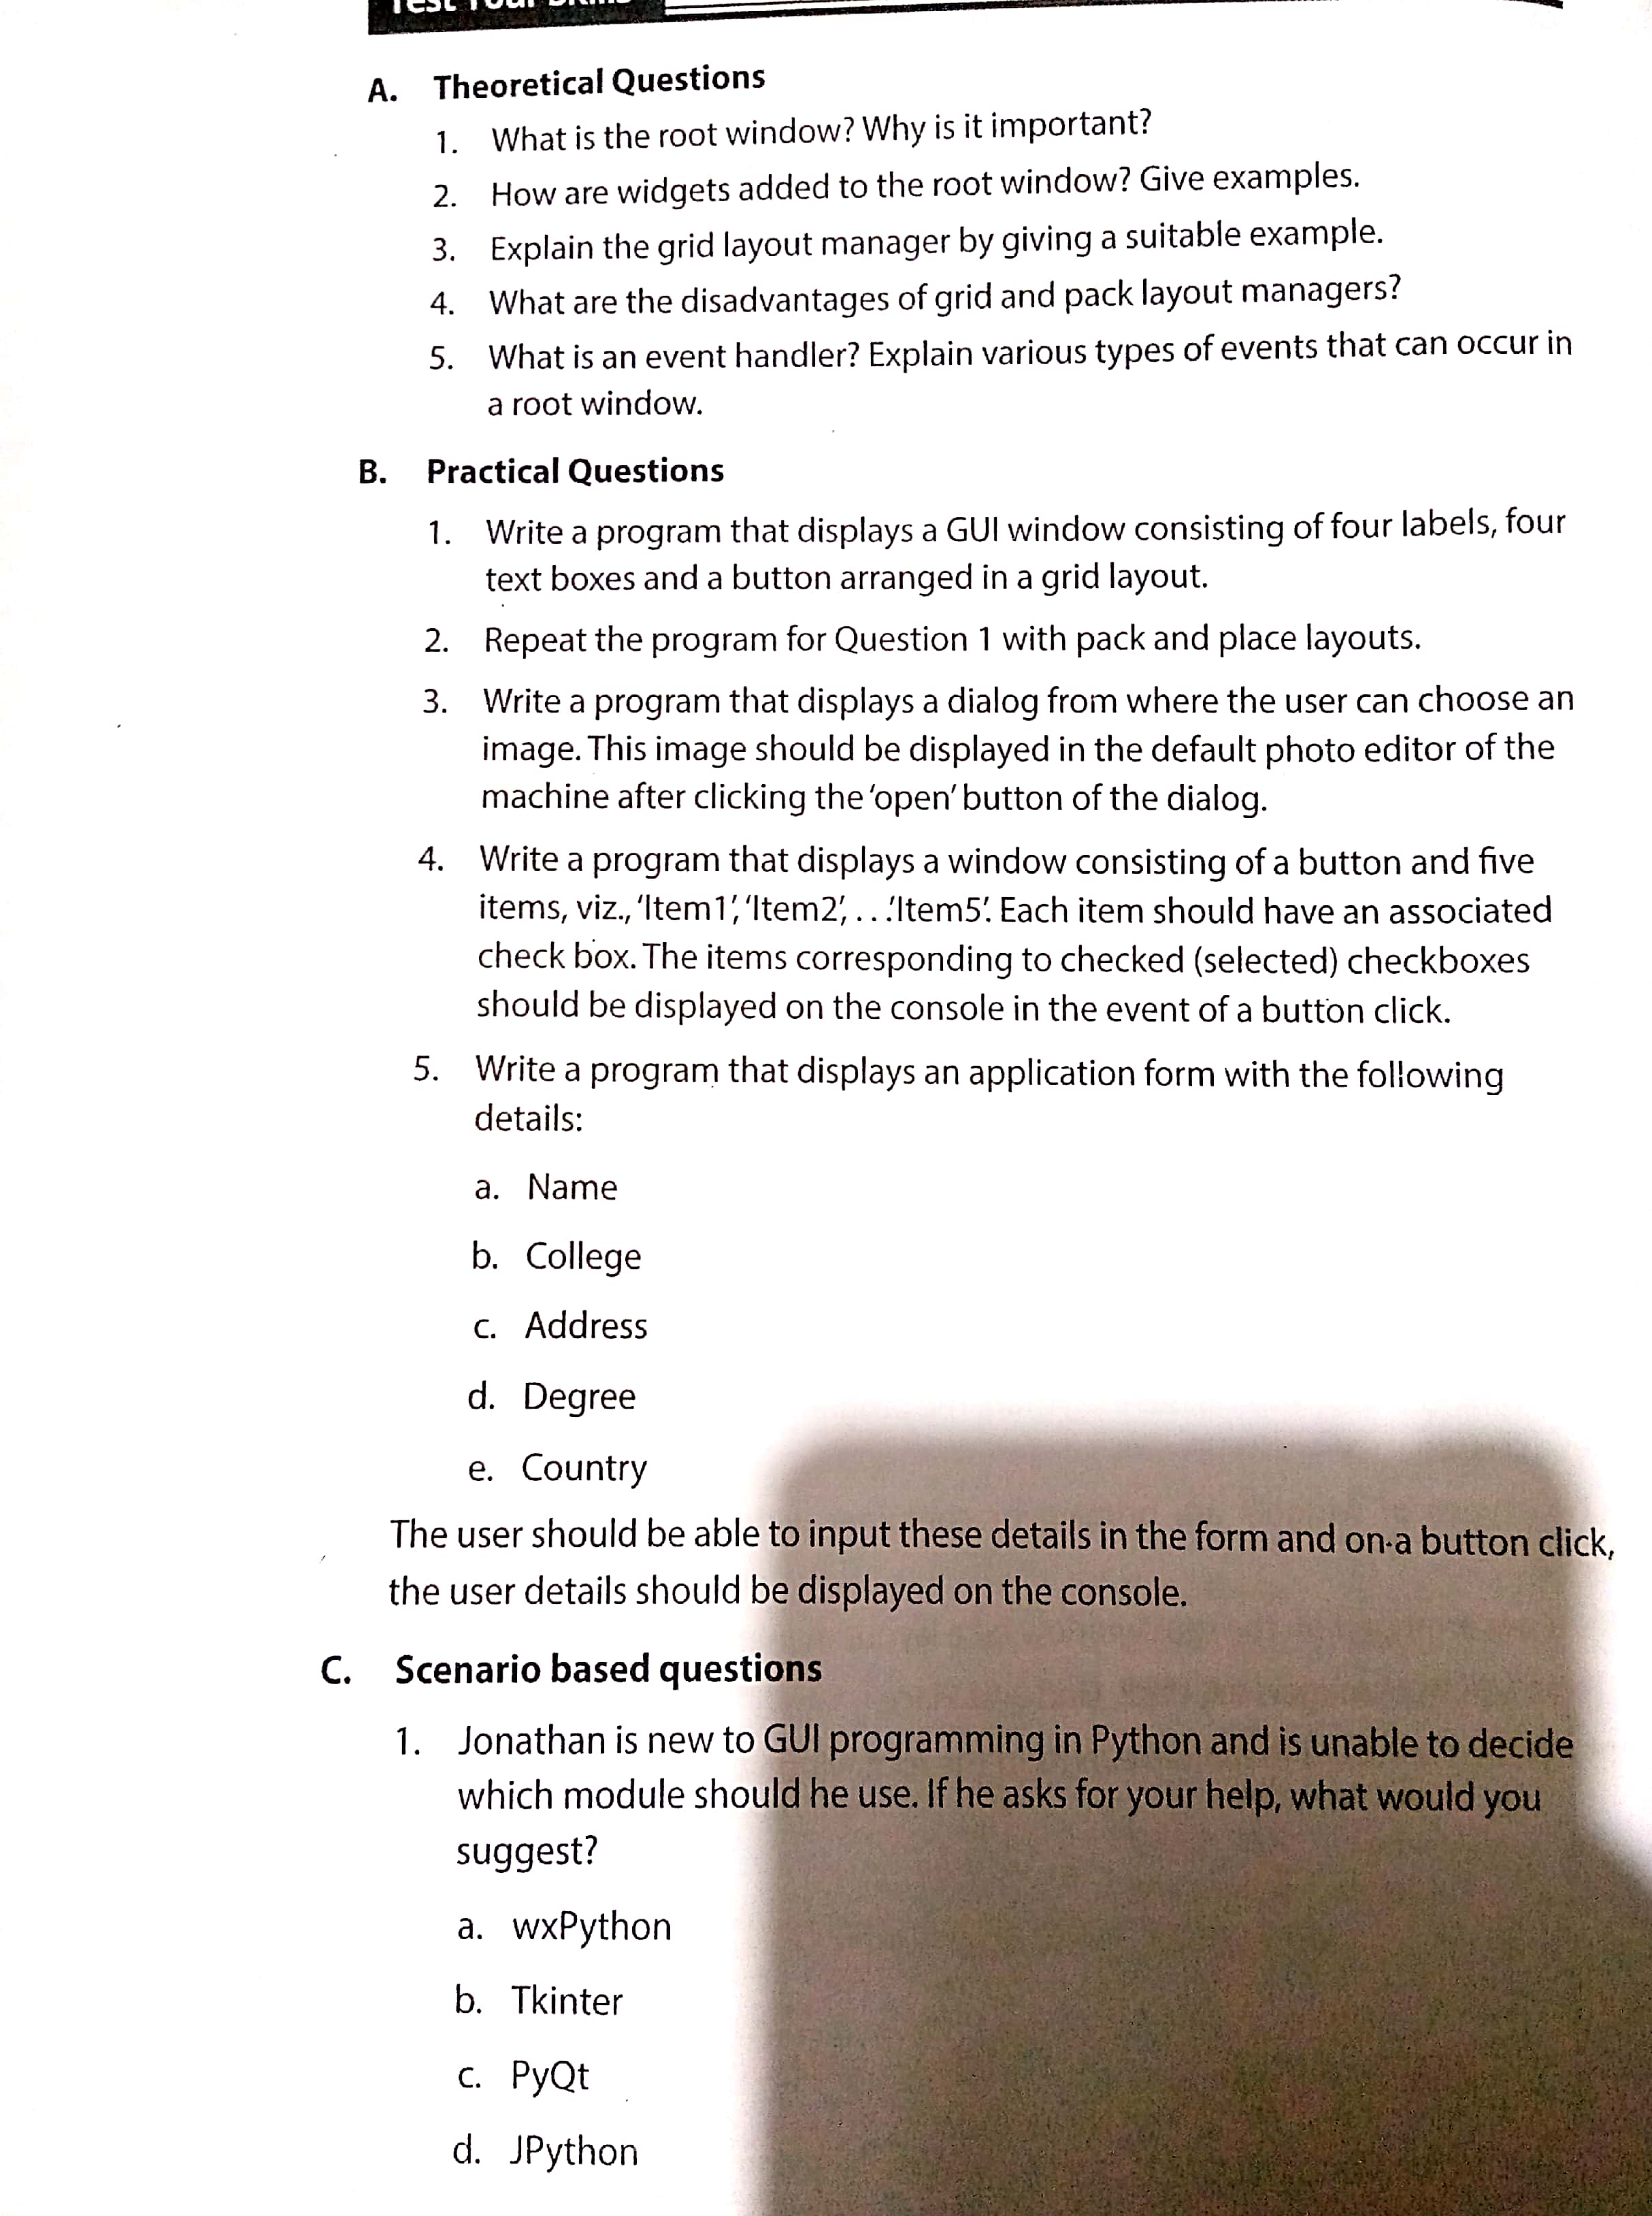 Test Your Skills
A. Theoretical Questions
1. What is the root window? Why is it important?
2. How are widgets added to the root window? Give examples.
3. Explain the grid layout manager by giving a suitable example.
4. What are the disadvantages of grid and pack layout managers?
5. What is an event handler? Explain various types of events that can occur in
a root window.
B. Practical Questions
1. Write a program that displays a GUI window consisting of four labels, four
text boxes and a button arranged in a grid layout.
2. Repeat the program for Question 1 with pack and place layouts.
3. Write a program that displays a dialog from where the user can choose an
image. This image should be displayed in the default photo editor of the
machine after clicking the ‘open’ button of the dialog.
4. Write a program that displays a window consisting of a button and five
items, viz., ‘Item1’, ‘Item2’, . . .‘Item5’. Each item should have an associated
check box. The items corresponding to checked (selected) checkboxes
should be displayed on the console in the event of a button click.
5. Write a program that displays an application form with the following
details:
a. Name
b. College
c. Address
d. Degree
e. Country
The user should be able to input these details in the form and on a button click,
the user details should be displayed on the console.
C. Scenario based questions
1. Jonathan is new to GUI programming in Python and is unable to decide
which module should he use. If he asks for your help, what would you
suggest?
a. wxPython
b. Tkinter
c. PyQt
d. JPython